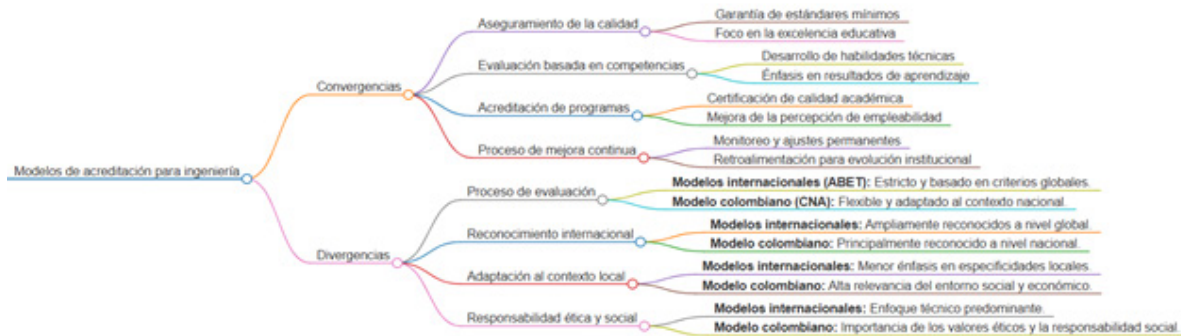 Modelos de acreditación para ingeniería
Convergencias
Aseguramiento de la calidad
Garantía de estándares mínimos
Foco en la excelencia educativa
Evaluación basada en competencias
Desarrollo de habilidades técnicas
Énfasis en resultados de aprendizaje
Acreditación de programas
Certificación de calidad académica
Mejora de la percepción de empleabilidad
Proceso de mejora continua
Monitoreo y ajustes permanentes
Retroalimentación para evolución institucional
Divergencias
Proceso de evaluación
Modelos internacionales (ABET): Estricto y basado en criterios globales.
Modelo colombiano (CNA): Flexible y adaptado al contexto nacional.
Reconocimiento internacional
Modelos internacionales: Ampliamente reconocidos a nivel global.
Modelo colombiano: Principalmente reconocido a nivel nacional.
Adaptación al contexto local
Modelos internacionales: Menor énfasis en especificidades locales.
Modelo colombiano: Alta relevancia del entorno social y económico.
Responsabilidad ética y social
Modelos internacionales: Enfoque técnico predominante.
Modelo colombiano: Importancia de los valores éticos y la responsabilidad social.